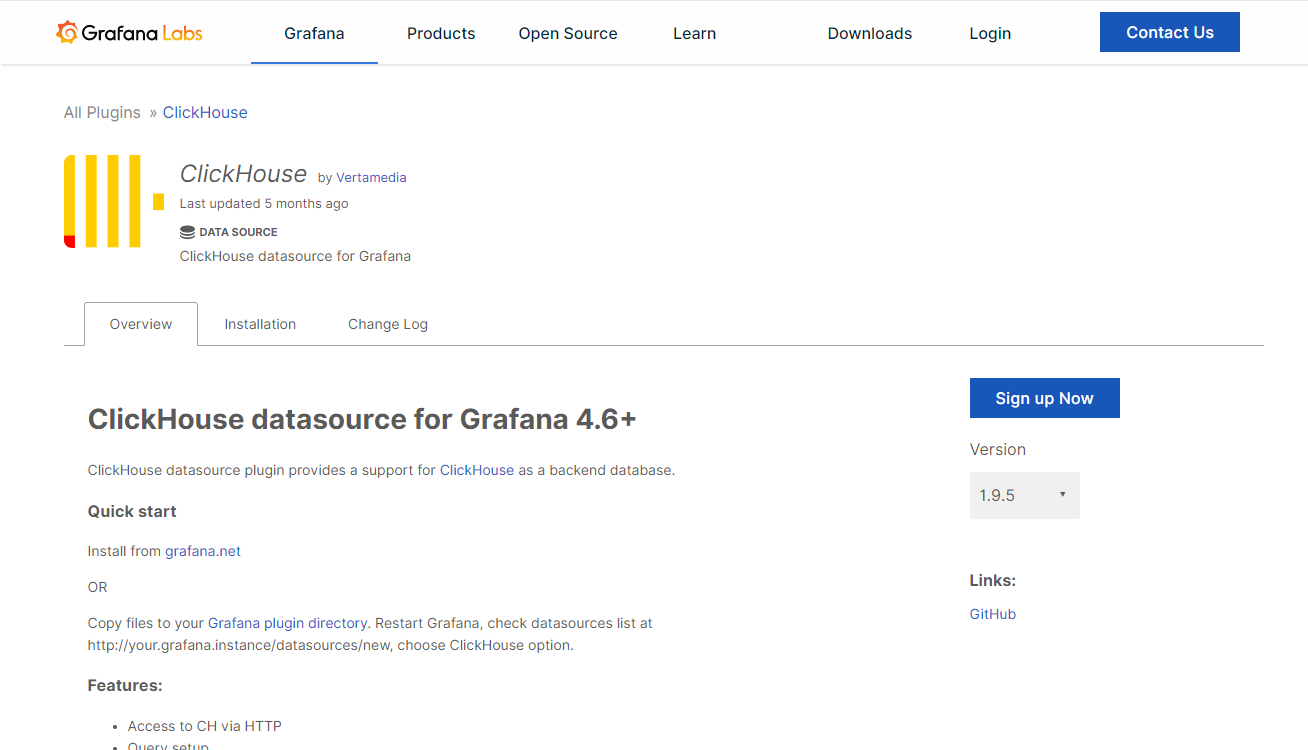 Grafana Labs
Grafana
Products
Open Source
Learn
Downloads
Login
Contact Us
All Plugins » ClickHouse
ClickHouse by Vertamedia
Last updated 5 months ago
DATA SOURCE
ClickHouse datasource for Grafana
Overview
Installation
Change Log
ClickHouse datasource for Grafana 4.6+
ClickHouse datasource plugin provides a support for ClickHouse as a backend database.
Quick start
Install from grafana.net
OR
Copy files to your Grafana plugin directory. Restart Grafana, check datasources list at
http://your.grafana.instance/datasources/new, choose ClickHouse option.
Features:
• Access to CH via HTTP
• Query setup
Sign up Now
Version
1.9.5
Links:
GitHub